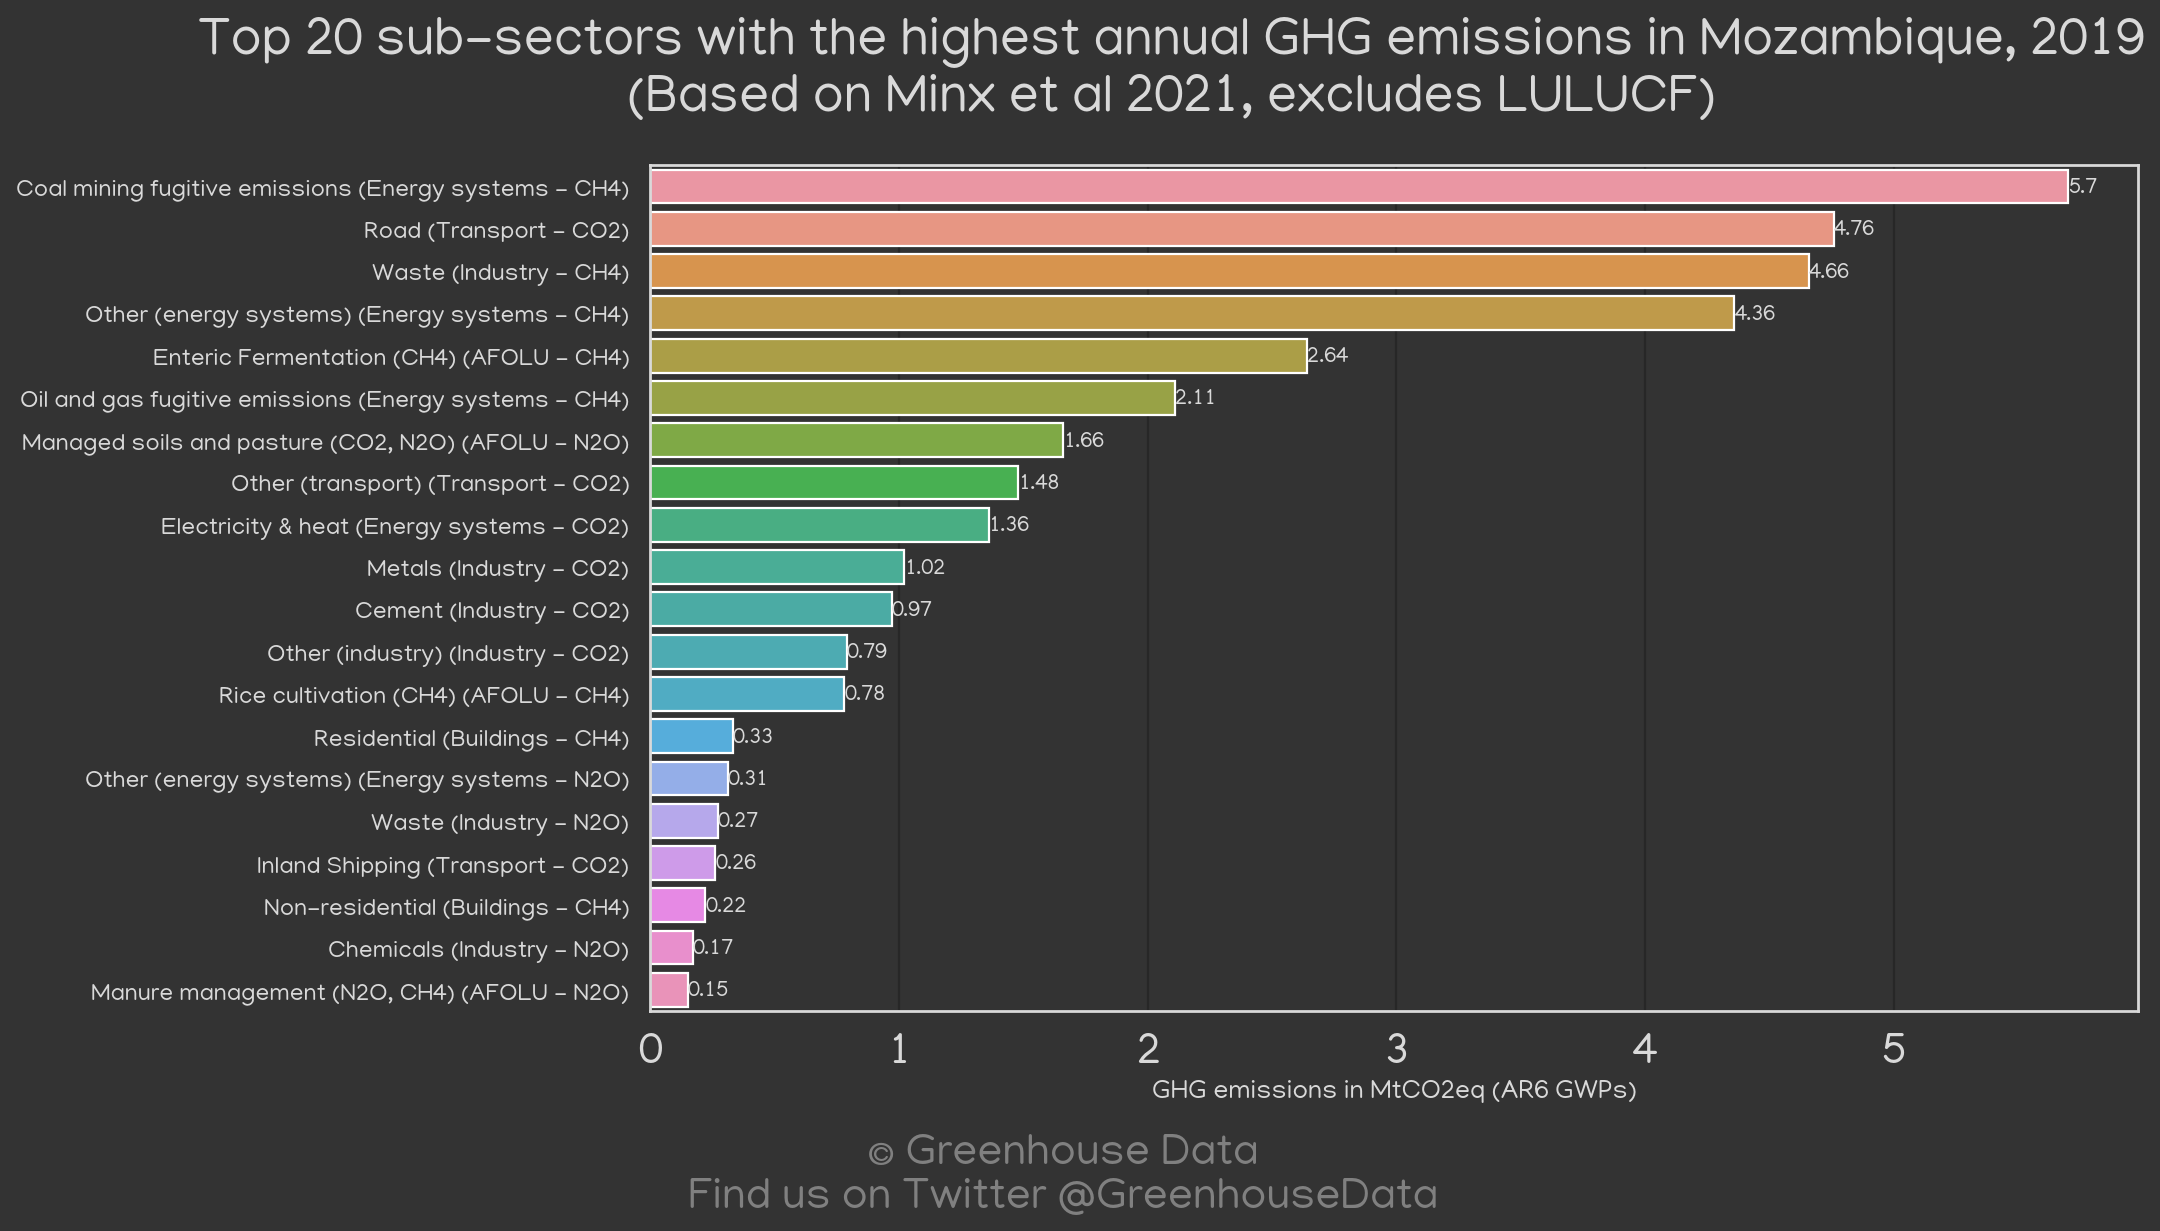 Top 20 sub-sectors with the highest annual GHG emissions in Mozambique, 2019
(Based on Minx et al 2021, excludes LULUCF)
Coal mining fugitive emissions (Energy systems - CH4) 5.7
Road (Transport - CO2) 4.76
Waste (Industry - CH4) 4.66
Other (energy systems) (Energy systems - CH4) 4.36
Enteric Fermentation (CH4) (AFOLU - CH4) 2.64
Oil and gas fugitive emissions (Energy systems - CH4) 2.11
Managed soils and pasture (CO2, N2O) (AFOLU - N2O) 1.66
Other (transport) (Transport - CO2) 1.48
Electricity & heat (Energy systems - CO2) 1.36
Metals (Industry - CO2) 1.02
Cement (Industry - CO2) 0.97
Other (industry) (Industry - CO2) 0.79
Rice cultivation (CH4) (AFOLU - CH4) 0.78
Residential (Buildings - CH4) 0.33
Other (energy systems) (Energy systems - N2O) 0.31
Waste (Industry - N2O) 0.27
Inland Shipping (Transport - CO2) 0.26
Non-residential (Buildings - CH4) 0.22
Chemicals (Industry - N2O) 0.17
Manure management (N2O, CH4) (AFOLU - N2O) 0.15
0 1 2 3 4 5
GHG emissions in MtCO2eq (AR6 GWPs)
© Greenhouse Data
Find us on Twitter @GreenhouseData